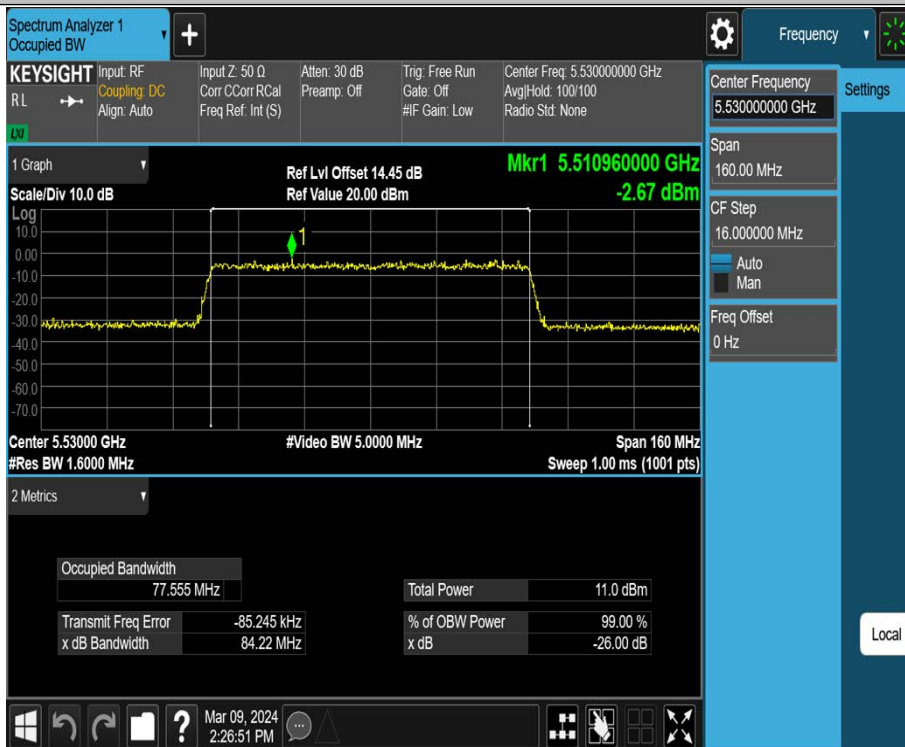 Spectrum Analyzer 1
Occupied BW
+
Frequency
KEYSIGHT
R L
LXI
Input: RF
Coupling: DC
Align: Auto
Input Z: 50 Ω
Corr CCorr RCal
Freq Ref: Int (S)
Atten: 30 dB
Preamp: Off
Trig: Free Run
Gate: Off
#IF Gain: Low
Center Freq: 5.530000000 GHz
Avg|Hold: 100/100
Radio Std: None
Center Frequency
5.530000000 GHz
Settings
Span
160.00 MHz
CF Step
16.000000 MHz
Auto
Man
Freq Offset
0 Hz
Local
1 Graph
Scale/Div 10.0 dB
Ref Lvl Offset 14.45 dB
Ref Value 20.00 dBm
Mkr1 5.510960000 GHz
-2.67 dBm
Log
10.0
0.00
-10.0
-20.0
-30.0
-40.0
-50.0
-60.0
-70.0
1
Center 5.53000 GHz
#Res BW 1.6000 MHz
#Video BW 5.0000 MHz
Span 160 MHz
Sweep 1.00 ms (1001 pts)
2 Metrics
Occupied Bandwidth
77.555 MHz
Transmit Freq Error -85.245 kHz
x dB Bandwidth 84.22 MHz
Total Power 11.0 dBm
% of OBW Power 99.00 %
x dB -26.00 dB
?
Mar 09, 2024
2:26:51 PM